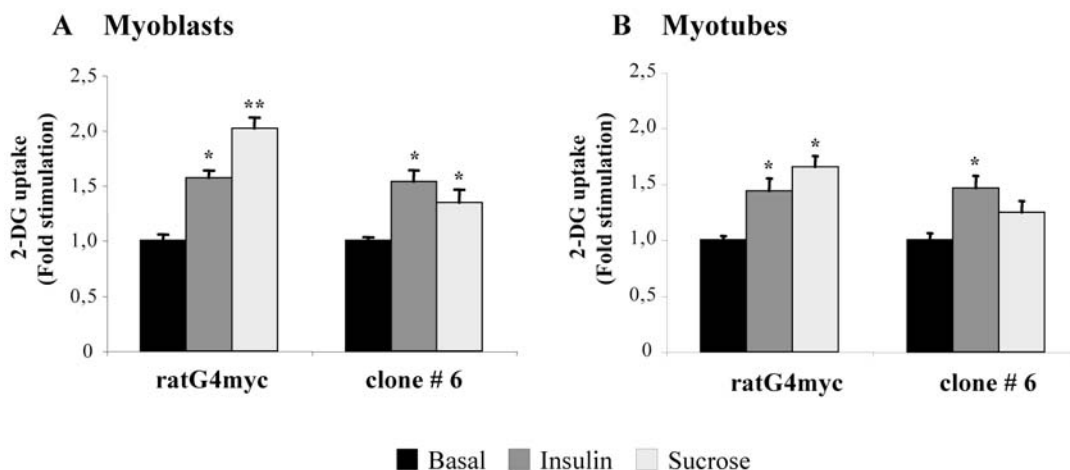 A Myoblasts
2-DG uptake
(Fold stimulation)
2,5
2,0
1,5
1,0
0,5
0
*
**
*
*
ratG4myc
clone # 6
B Myotubes
2-DG uptake
(Fold stimulation)
2,5
2,0
1,5
1,0
0,5
0
*
*
*
ratG4myc
clone # 6
Basal Insulin Sucrose